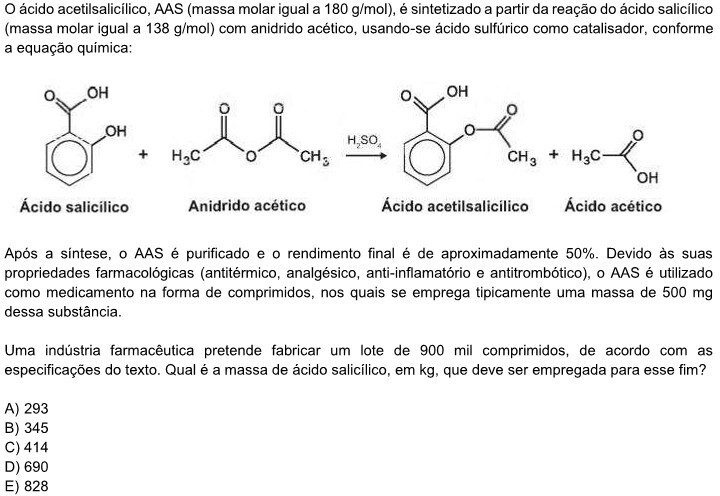 O ácido acetilsalicílico, AAS (massa molar igual a 180 g/mol), é sintetizado a partir da reação do ácido salicílico
(massa molar igual a 138 g/mol) com anidrido acético, usando-se ácido sulfúrico como catalisador, conforme
a equação química:
O OH OH + H₃C O O O CH₃ H₂SO₄ O OH O O CH₃ + H₃C O OH
Ácido salicílico Anidrido acético Ácido acetilsalicílico Ácido acético
Após a síntese, o AAS é purificado e o rendimento final é de aproximadamente 50%. Devido às suas
propriedades farmacológicas (antitérmico, analgésico, anti-inflamatório e antitrombótico), o AAS é utilizado
como medicamento na forma de comprimidos, nos quais se emprega tipicamente uma massa de 500 mg
dessa substância.
Uma indústria farmacêutica pretende fabricar um lote de 900 mil comprimidos, de acordo com as
especificações do texto. Qual é a massa de ácido salicílico, em kg, que deve ser empregada para esse fim?
A) 293
B) 345
C) 414
D) 690
E) 828